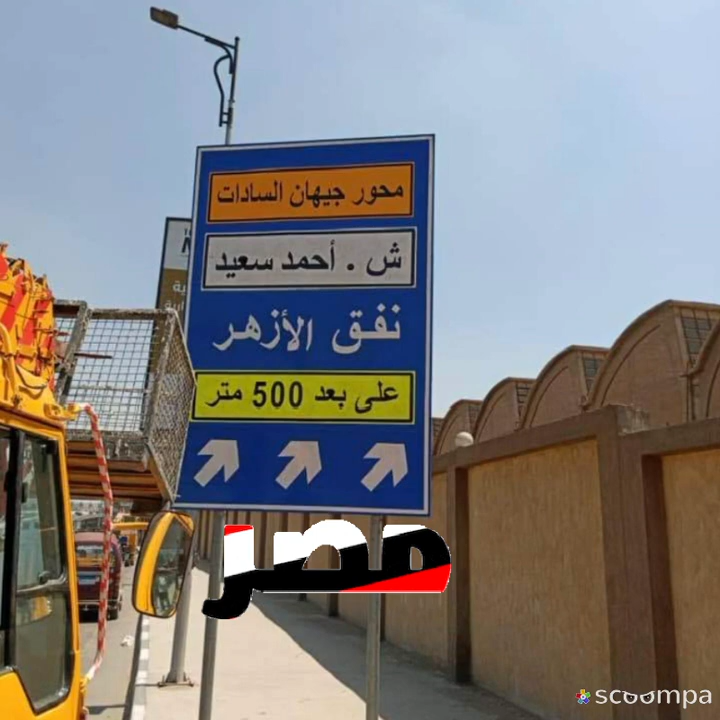 محور جيهان السادات
ش . أحمد سعيد
نفق الأزهر
على بعد 500 متر
مصر
scoompa